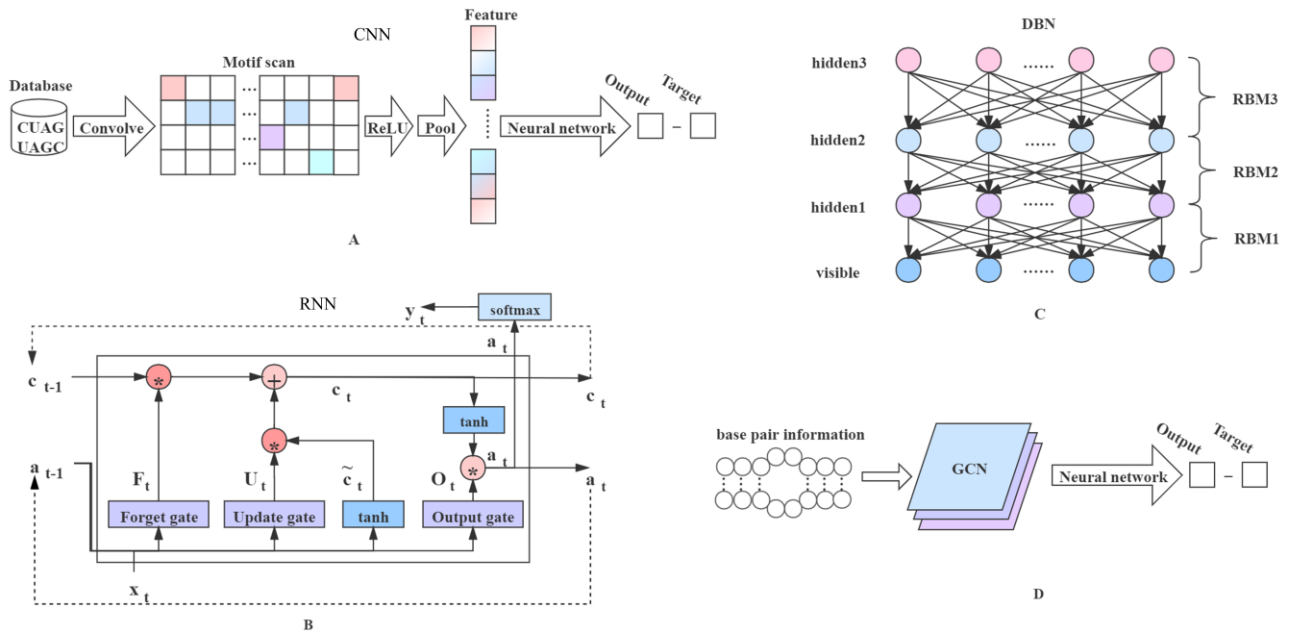 CNN
Feature
Motif scan
Database
CUAG
UAGC
Convolve
...
...
...
...
ReLU
Pool
Neural network
Output
Target
A
RNN
softmax
y t
a t
c t-1
*
+
c t
c t
tanh
*
a t-1
F t
U t
c̃ t
O t
*
a t
a t
Forget gate
Update gate
tanh
Output gate
x t
B
DBN
hidden3
......
RBM3
hidden2
......
RBM2
hidden1
......
RBM1
visible
......
C
base pair information
GCN
Neural network
Output
Target
D